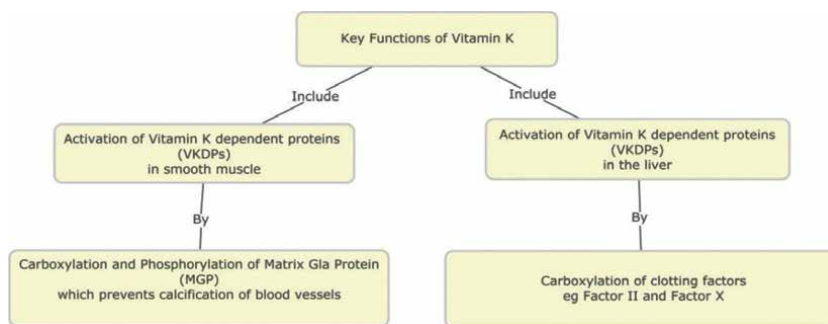 Key Functions of Vitamin K
Include
Include
Activation of Vitamin K dependent proteins
(VKDPs)
in smooth muscle
Activation of Vitamin K dependent proteins
(VKDPs)
in the liver
By
By
Carboxylation and Phosphorylation of Matrix Gla Protein
(MGP)
which prevents calcification of blood vessels
Carboxylation of clotting factors
eg Factor II and Factor X